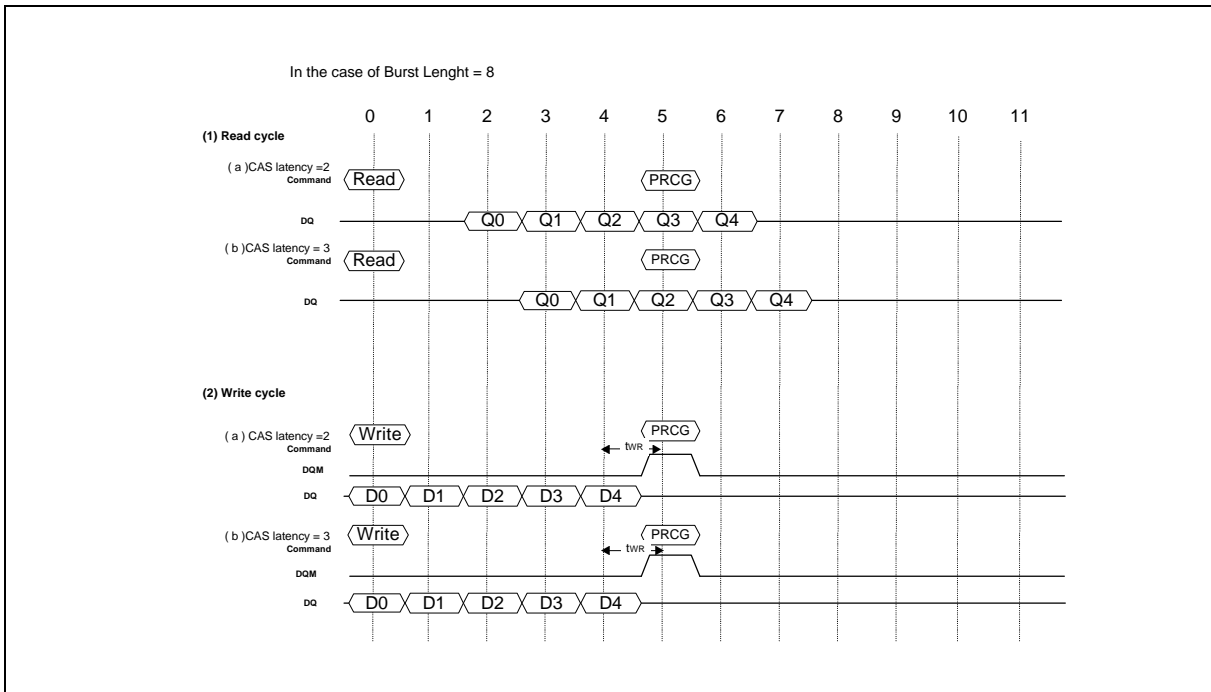 In the case of Burst Lenght = 8
0 1 2 3 4 5 6 7 8 9 10 11
(1) Read cycle
( a )CAS latency =2
Command Read PRCG
DQ Q0 Q1 Q2 Q3 Q4
( b )CAS latency = 3
Command Read PRCG
DQ Q0 Q1 Q2 Q3 Q4
(2) Write cycle
( a ) CAS latency =2 Write PRCG
Command tWR
DQM
DQ D0 D1 D2 D3 D4
( b )CAS latency = 3 Write PRCG
Command tWR
DQM
DQ D0 D1 D2 D3 D4